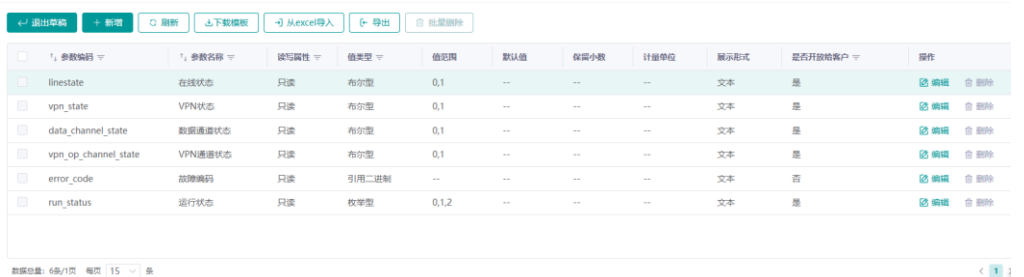 退出草稿 + 新增 刷新 下载模板 从excel导入 导出 批量删除
参数编码 参数名称 读写属性 值类型 值范围 默认值 保留小数 计量单位 展示形式 是否开放给客户 操作
linestate 在线状态 只读 布尔型 0,1 -- -- -- 文本 是 编辑 删除
vpn_state VPN状态 只读 布尔型 0,1 -- -- -- 文本 是 编辑 删除
data_channel_state 数据通道状态 只读 布尔型 0,1 -- -- -- 文本 是 编辑 删除
vpn_op_channel_state VPN通道状态 只读 布尔型 0,1 -- -- -- 文本 是 编辑 删除
error_code 故障编码 只读 引用二进制 -- -- -- -- 文本 否 编辑 删除
run_status 运行状态 只读 枚举型 0,1,2 -- -- -- 文本 是 编辑 删除
数据总量: 6条/1页 每页 15 条 < 1 >